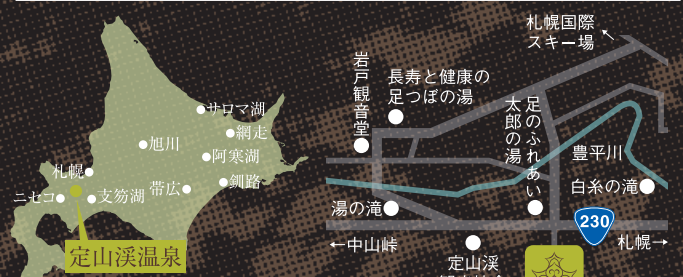 サロマ湖
網走
旭川
阿寒湖
札幌
ニセコ
支笏湖
帯広
釧路
定山渓温泉
札幌国際
スキー場
岩戸観音堂
長寿と健康の
足つぼの湯
足のふれあい
太郎の湯
豊平川
白糸の滝
湯の滝
230
←中山峠
札幌→
定山渓